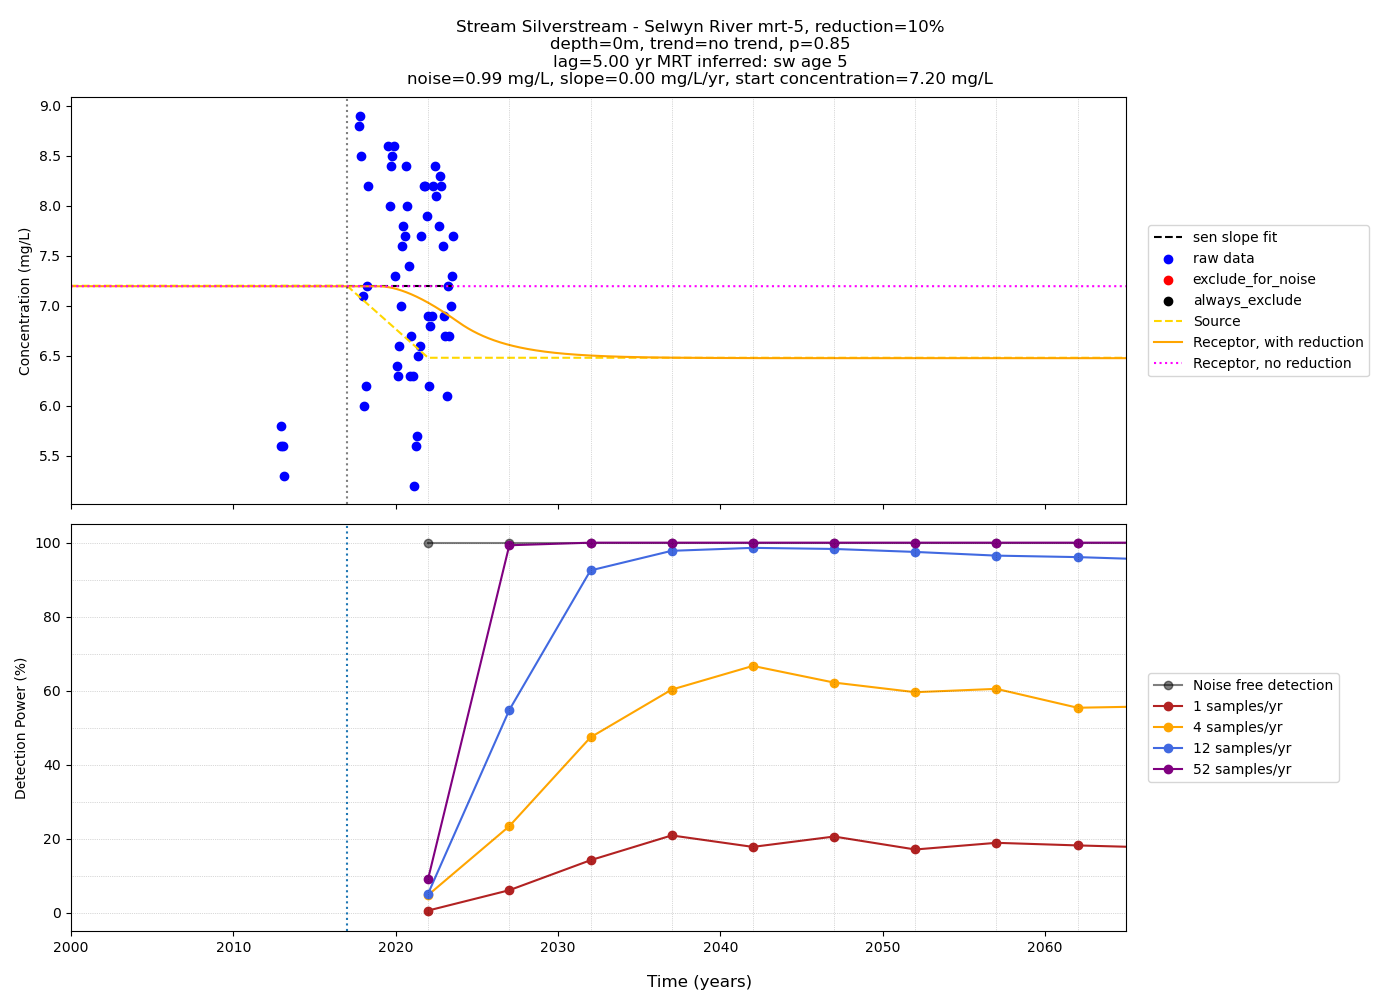 Stream Silverstream - Selwyn River mrt-5, reduction=10%
depth=0m, trend=no trend, p=0.85
lag=5.00 yr MRT inferred: sw age 5
noise=0.99 mg/L, slope=0.00 mg/L/yr, start concentration=7.20 mg/L
Concentration (mg/L)
9.0
8.5
8.0
7.5
7.0
6.5
6.0
5.5
sen slope fit
raw data
exclude_for_noise
always_exclude
Source
Receptor, with reduction
Receptor, no reduction
Detection Power (%)
100
80
60
40
20
0
Noise free detection
1 samples/yr
4 samples/yr
12 samples/yr
52 samples/yr
2000 2010 2020 2030 2040 2050 2060
Time (years)